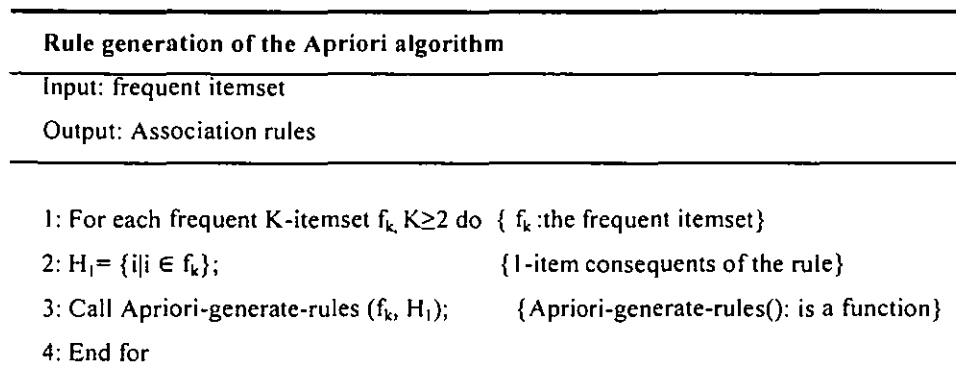 Rule generation of the Apriori algorithm
Input: frequent itemset
Output: Association rules
1: For each frequent K-itemset fk, K≥2 do { fk :the frequent itemset}
2: H1= {i|i ∈ fk}; {1-item consequents of the rule}
3: Call Apriori-generate-rules (fk, H1); {Apriori-generate-rules(): is a function}
4: End for